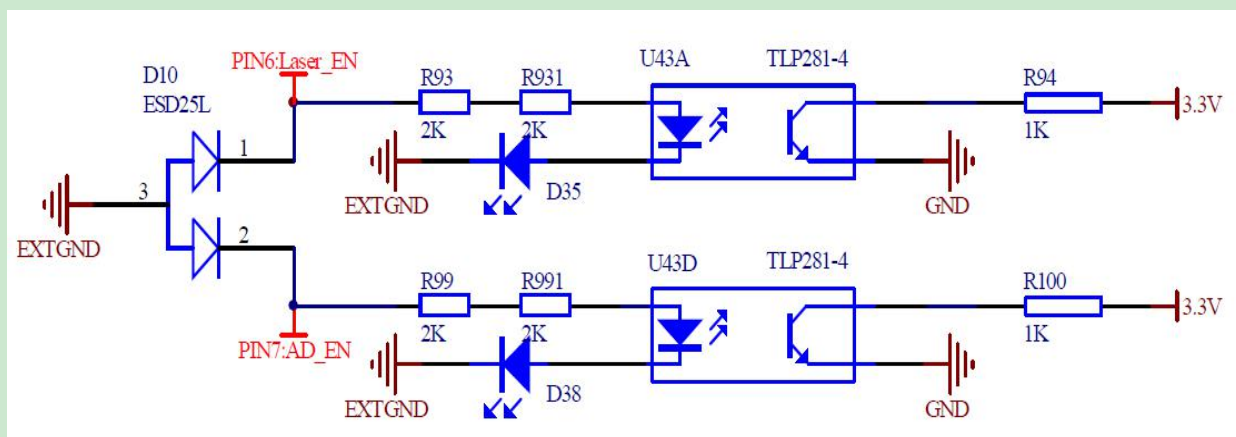 D10
ESD25L
PIN6:Laser_EN
R93
2K
R931
2K
U43A
TLP281-4
R94
1K
3.3V
1
3
2
EXTGND
EXTGND
D35
GND
PIN7:AD_EN
R99
2K
R991
2K
U43D
TLP281-4
R100
1K
3.3V
EXTGND
D38
GND